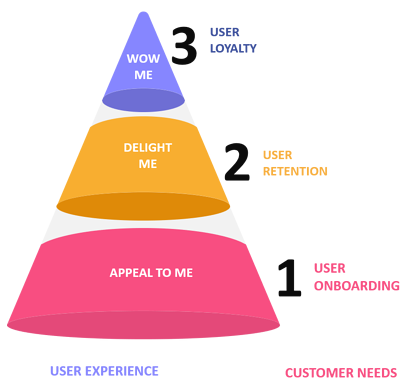 WOW
ME
3
USER
LOYALTY
DELIGHT
ME
2
USER
RETENTION
APPEAL TO ME
1
USER
ONBOARDING
USER EXPERIENCE
CUSTOMER NEEDS